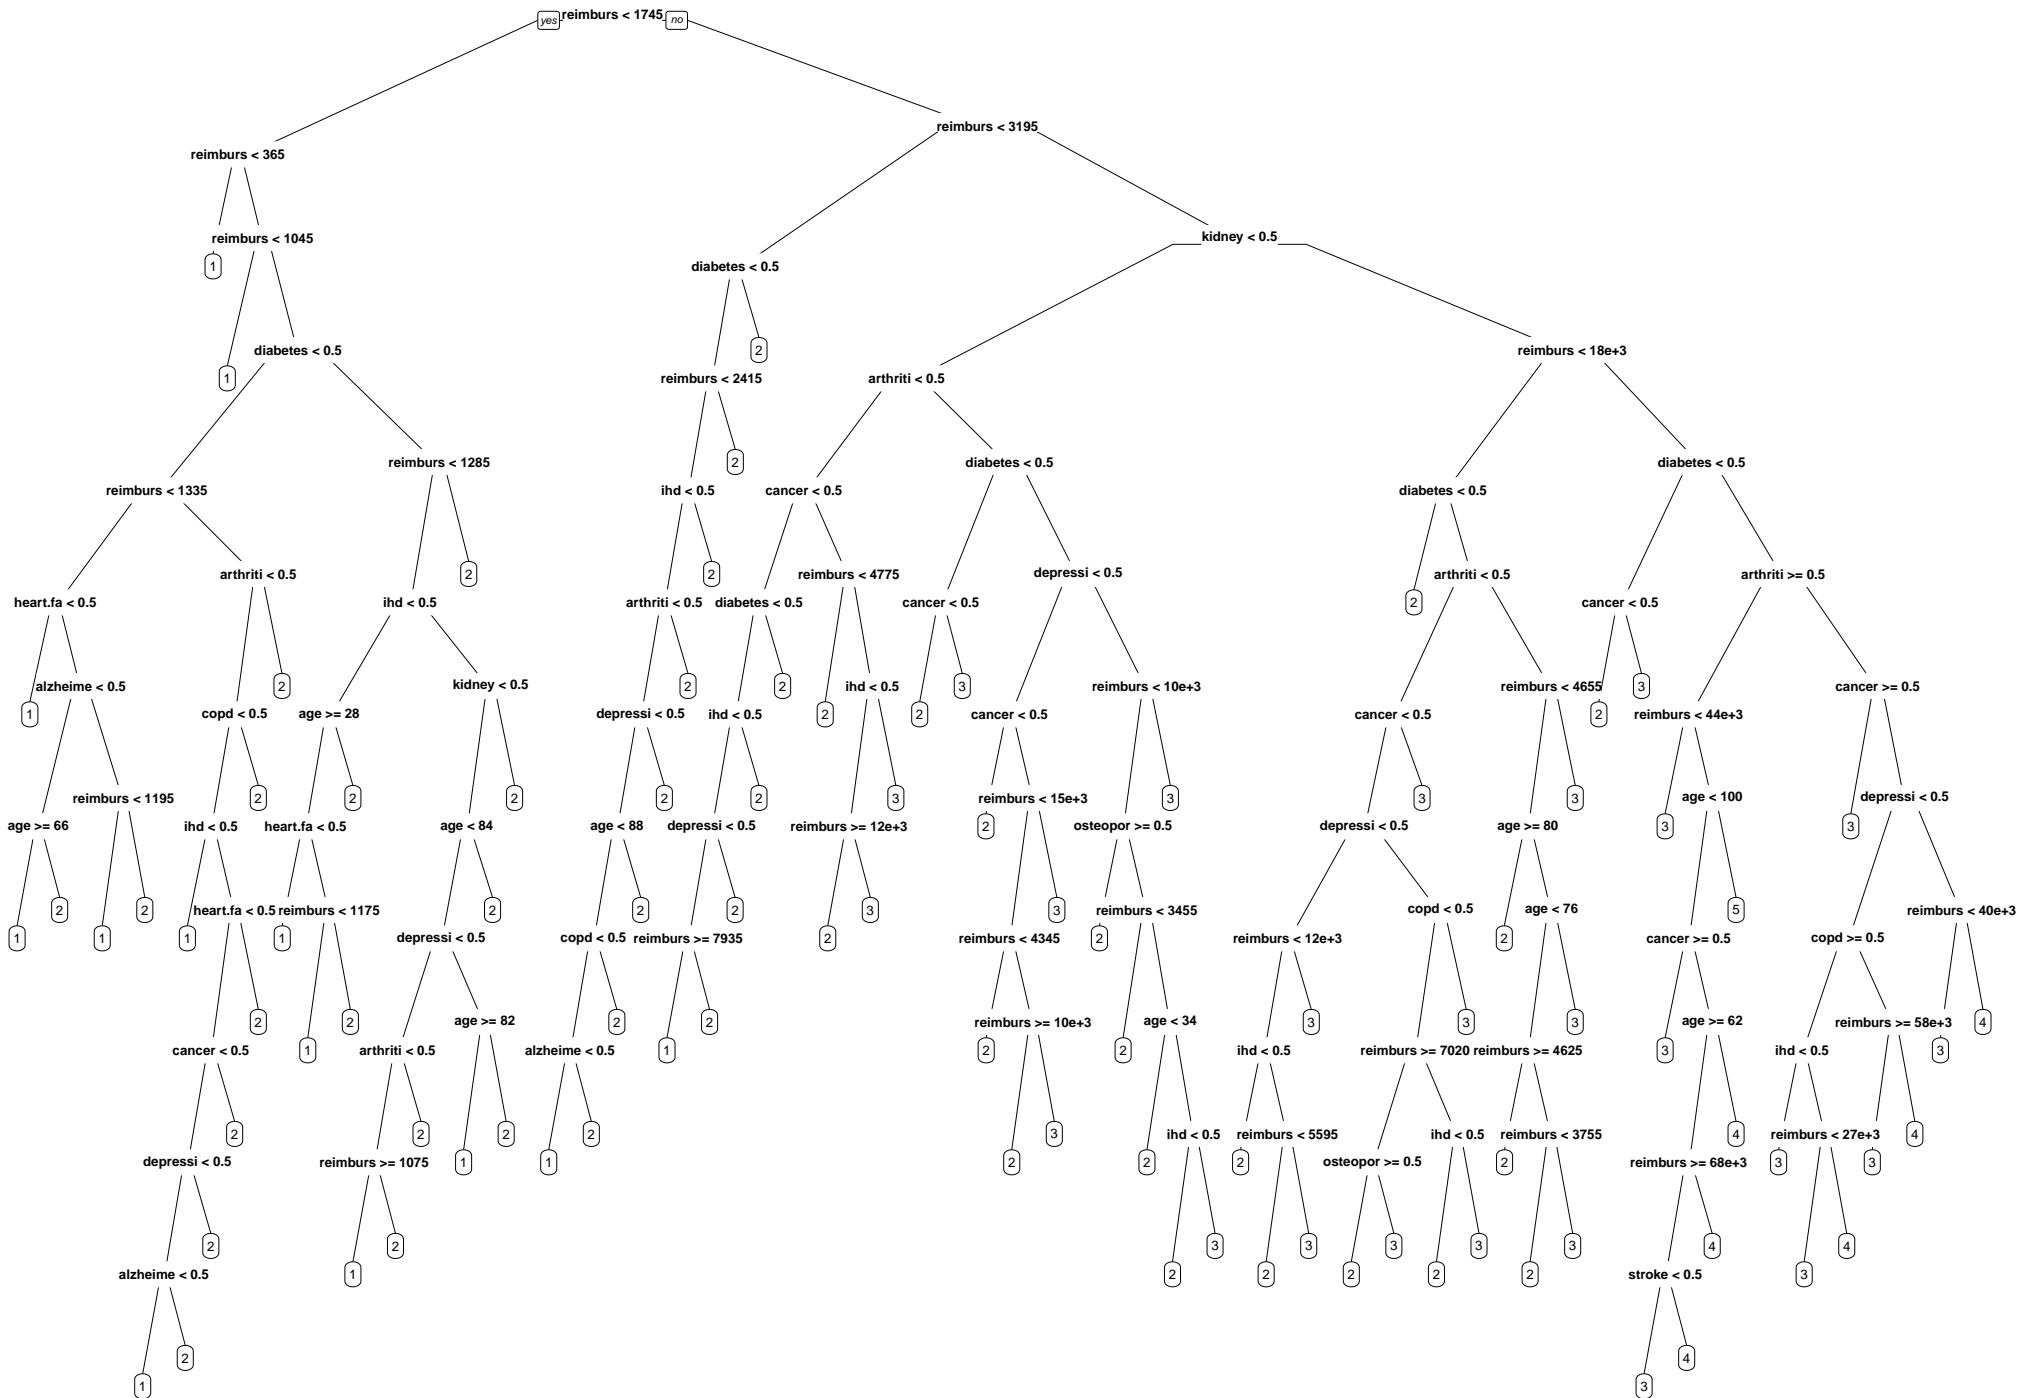 yes reimburs < 1745 no
reimburs < 3195
reimburs < 365
reimburs < 1045
kidney < 0.5
1
diabetes < 0.5
diabetes < 0.5
2
reimburs < 18e+3
1
reimburs < 2415
arthriti < 0.5
reimburs < 1285
2
diabetes < 0.5
diabetes < 0.5
reimburs < 1335
ihd < 0.5
cancer < 0.5
diabetes < 0.5
arthriti < 0.5
2
2
reimburs < 4775
depressi < 0.5
arthriti < 0.5
arthriti >= 0.5
heart.fa < 0.5
ihd < 0.5
arthriti < 0.5
diabetes < 0.5
cancer < 0.5
2
cancer < 0.5
alzheime < 0.5
2
kidney < 0.5
2
2
ihd < 0.5
3
reimburs < 10e+3
reimburs < 4655
3
cancer >= 0.5
1
copd < 0.5
age >= 28
depressi < 0.5
ihd < 0.5
2
2
cancer < 0.5
cancer < 0.5
2
reimburs < 44e+3
reimburs < 1195
2
2
2
2
2
3
reimburs < 15e+3
3
3
3
age < 100
depressi < 0.5
age >= 66
ihd < 0.5
heart.fa < 0.5
age < 84
age < 88
depressi < 0.5
reimburs >= 12e+3
2
osteopor >= 0.5
depressi < 0.5
age >= 80
3
3
2
2
heart.fa < 0.5
reimburs < 1175
2
2
2
3
3
reimburs < 3455
copd < 0.5
age < 76
5
reimburs < 40e+3
1
1
1
1
depressi < 0.5
copd < 0.5
reimburs >= 7935
2
reimburs < 4345
2
reimburs < 12e+3
2
cancer >= 0.5
copd >= 0.5
2
2
age >= 82
2
2
reimburs >= 10e+3
age < 34
3
3
3
age >= 62
reimburs >= 58e+3
4
cancer < 0.5
1
arthriti < 0.5
alzheime < 0.5
1
2
2
ihd < 0.5
reimburs >= 7020
reimburs >= 4625
3
ihd < 0.5
3
2
2
2
2
3
ihd < 0.5
reimburs < 5595
ihd < 0.5
reimburs < 3755
4
reimburs < 27e+3
4
depressi < 0.5
reimburs >= 1075
1
1
2
2
2
osteopor >= 0.5
2
reimburs >= 68e+3
3
3
2
2
3
3
3
3
3
4
4
alzheime < 0.5
1
2
2
2
2
2
stroke < 0.5
3
2
4
1
3